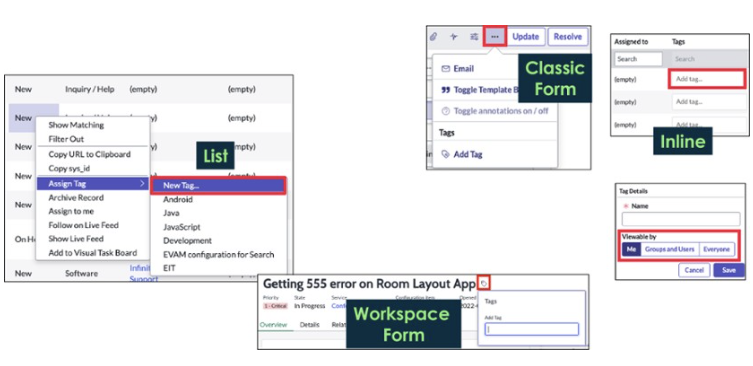 New Inquiry / Help (empty) (empty)
New
New
New
New
On H
New Software Infinit
Support
Show Matching
Filter Out
Copy URL to Clipboard
Copy sys_id
Assign Tag
Archive Record
Assign to me
Follow on Live Feed
Show Live Feed
Add to Visual Task Board
List
New Tag...
Android
Java
JavaScript
Development
EVAM configuration for Search
EIT
Update Resolve
Email
Toggle Template B
Toggle annotations on / off
Tags
Add Tag
Classic
Form
Assigned to Tags
Search Search
(empty) Add tag...
(empty) Add tag...
(empty) Add tag...
Inline
Tag Details
Name
Viewable by
Me Groups and Users Everyone
Cancel Save
Getting 555 error on Room Layout App
Priority State Service Configuration item Opened
1 - Critical In Progress
Overview Details Relat
Workspace
Form
Tags
Add Tag